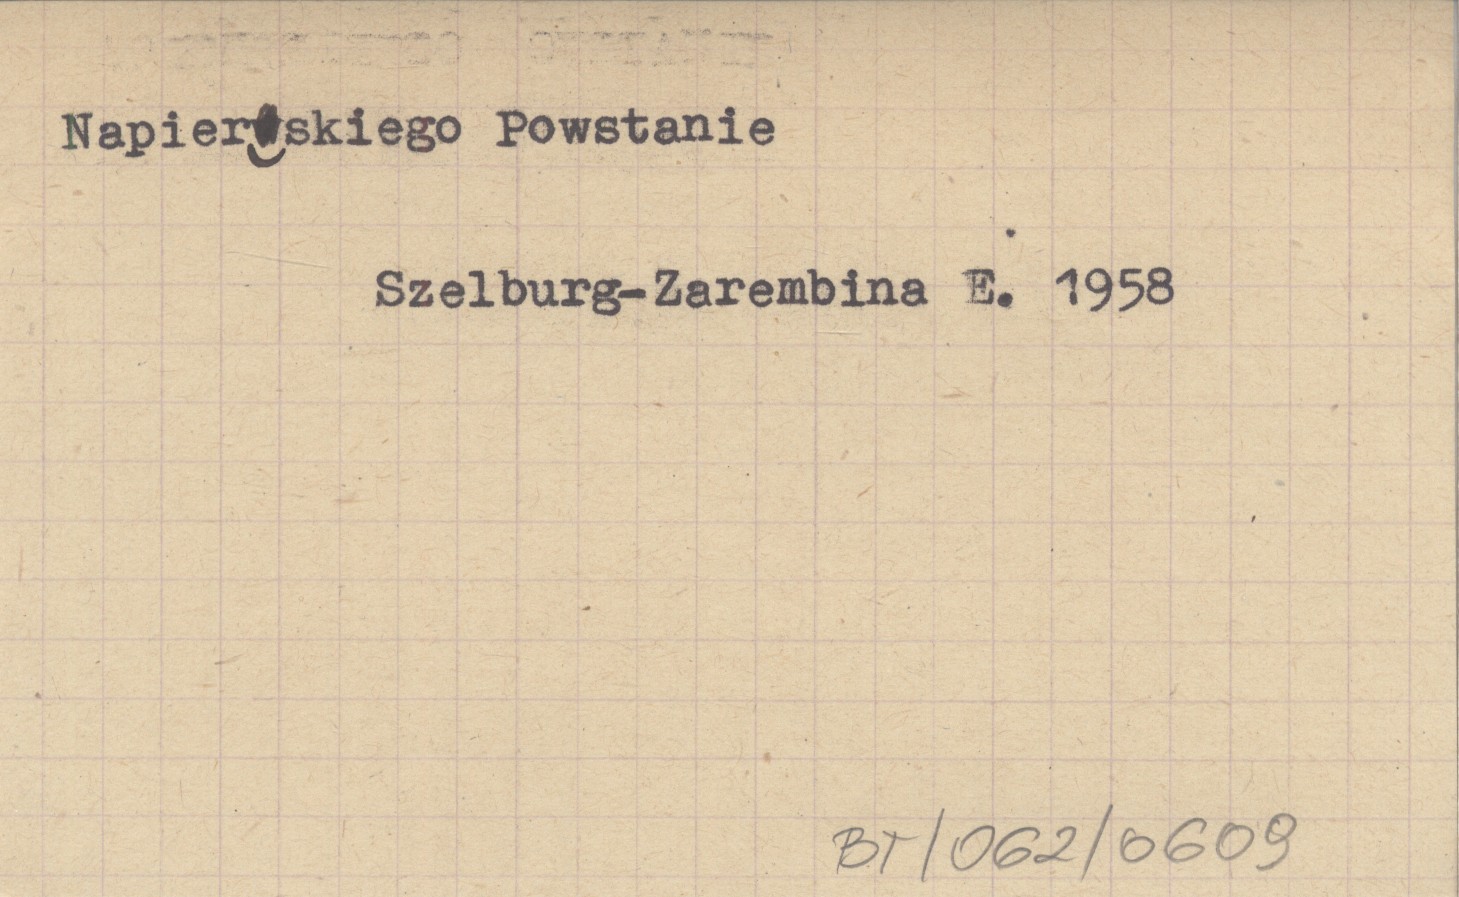 Napierskiego Powstanie
Szelburg-Zarembina E. 1958
BT/062/0609